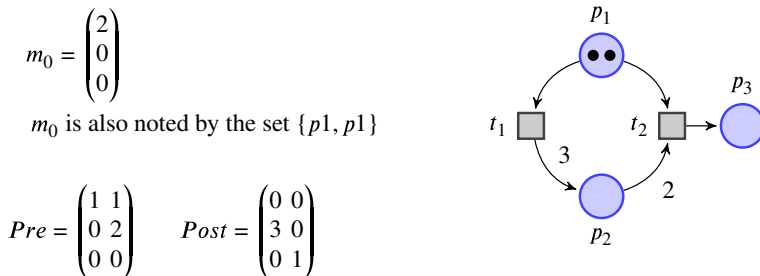 m₀ = (2 0 0)
m₀ is also noted by the set {p1, p1}
Pre = (1 1 0 2 0 0) Post = (0 0 3 0 0 1)
p₁
p₃
t₁
t₂
3
2
p₂